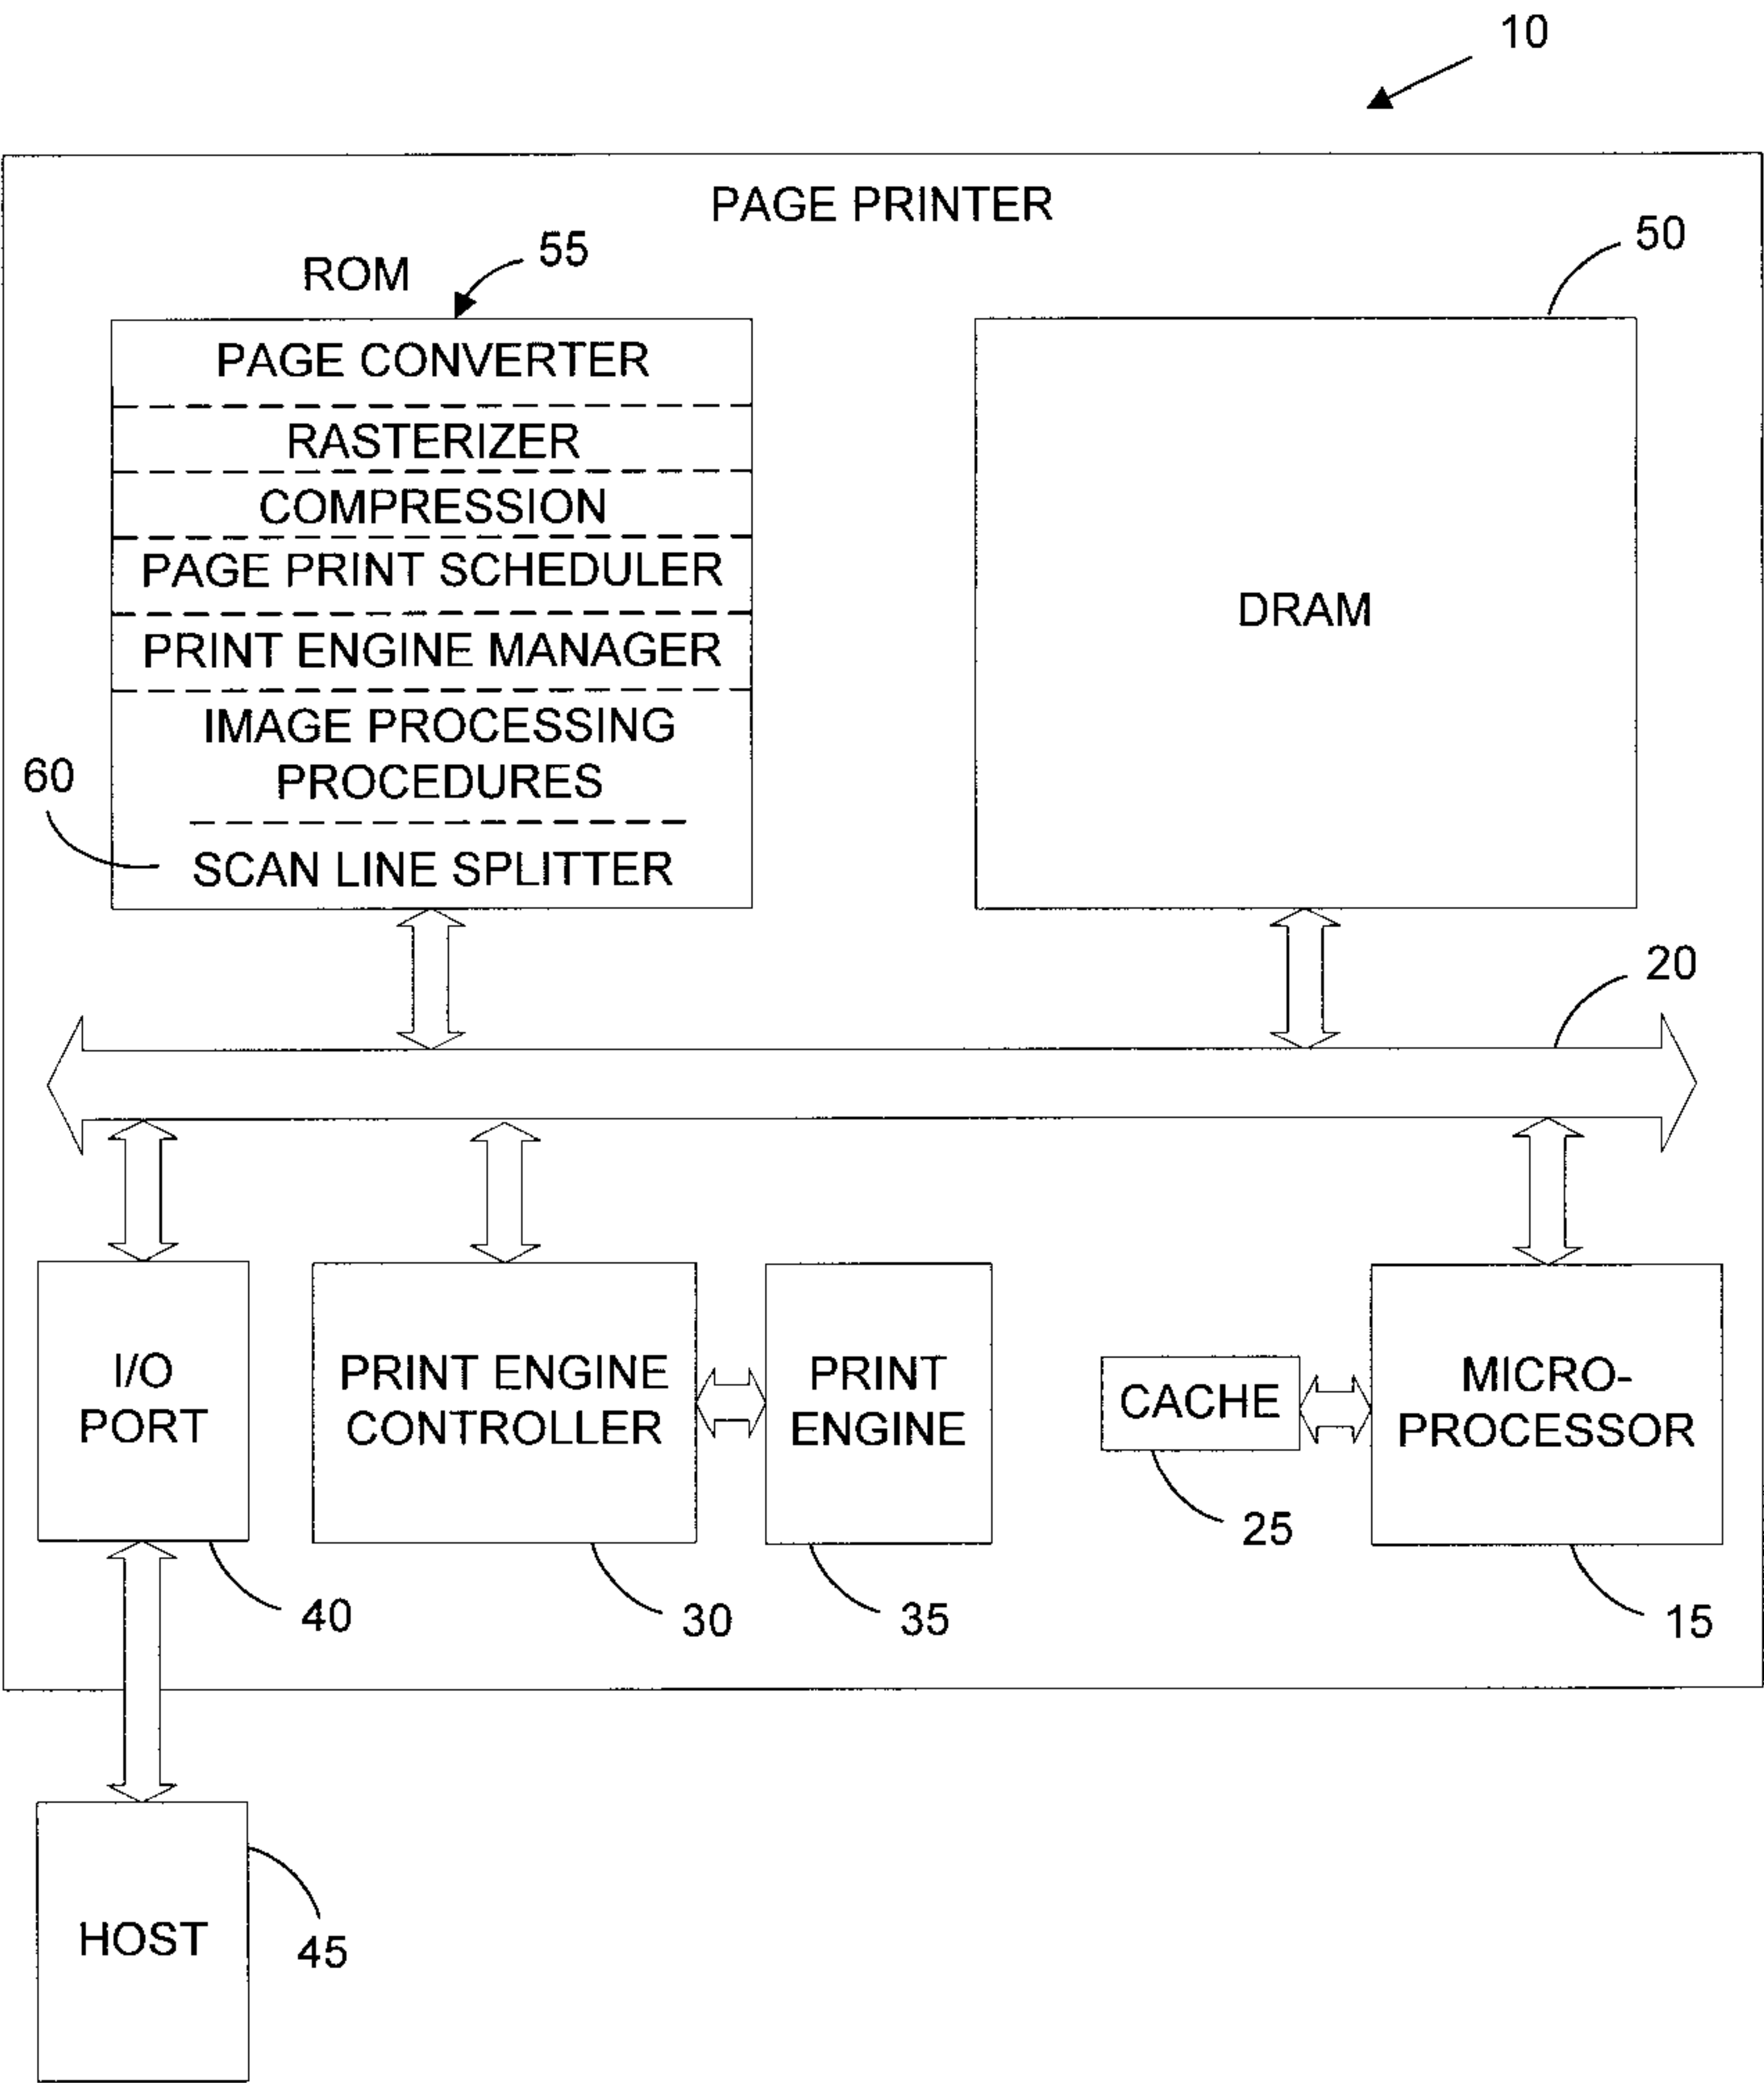 10
PAGE PRINTER
ROM
55
50
PAGE CONVERTER
RASTERIZER
COMPRESSION
PAGE PRINT SCHEDULER
PRINT ENGINE MANAGER
IMAGE PROCESSING
PROCEDURES
60
SCAN LINE SPLITTER
DRAM
20
I/O
PORT
PRINT ENGINE
CONTROLLER
PRINT
ENGINE
CACHE
MICRO-
PROCESSOR
25
40
30
35
15
HOST
45